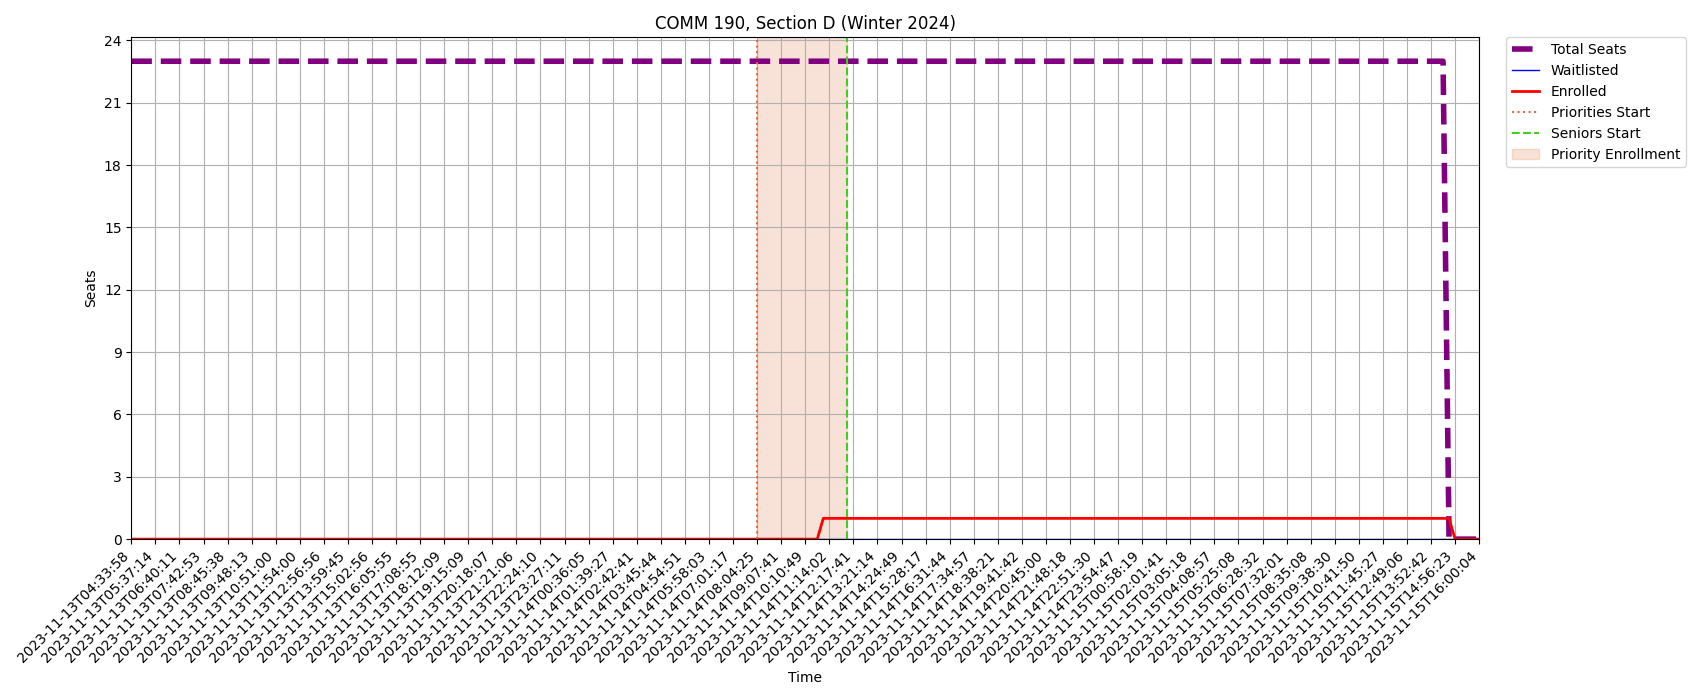 COMM 190, Section D (Winter 2024)
Total Seats
Waitlisted
Enrolled
Priorities Start
Seniors Start
Priority Enrollment
Seats
24
21
18
15
12
9
6
3
0
2023-11-13T04:33:58
2023-11-13T05:37:14
2023-11-13T06:40:11
2023-11-13T07:42:53
2023-11-13T08:45:38
2023-11-13T09:48:13
2023-11-13T10:51:00
2023-11-13T11:54:00
2023-11-13T12:56:56
2023-11-13T13:59:45
2023-11-13T15:02:56
2023-11-13T16:05:55
2023-11-13T17:08:55
2023-11-13T18:12:09
2023-11-13T19:15:09
2023-11-13T20:18:07
2023-11-13T21:21:06
2023-11-13T22:24:10
2023-11-13T23:27:11
2023-11-14T00:36:05
2023-11-14T01:39:27
2023-11-14T02:42:41
2023-11-14T03:45:44
2023-11-14T04:54:51
2023-11-14T05:58:03
2023-11-14T07:01:17
2023-11-14T08:04:25
2023-11-14T09:07:41
2023-11-14T10:10:49
2023-11-14T11:14:02
2023-11-14T12:17:41
2023-11-14T13:21:14
2023-11-14T14:24:49
2023-11-14T15:28:17
2023-11-14T16:31:44
2023-11-14T17:34:57
2023-11-14T18:38:21
2023-11-14T19:41:42
2023-11-14T20:45:00
2023-11-14T21:48:18
2023-11-14T22:51:30
2023-11-14T23:54:47
2023-11-15T00:58:19
2023-11-15T02:01:41
2023-11-15T03:05:18
2023-11-15T04:08:57
2023-11-15T05:25:08
2023-11-15T06:28:32
2023-11-15T07:32:01
2023-11-15T08:35:08
2023-11-15T09:38:30
2023-11-15T10:41:50
2023-11-15T11:45:27
2023-11-15T12:49:06
2023-11-15T13:52:42
2023-11-15T14:56:23
2023-11-15T16:00:04
Time